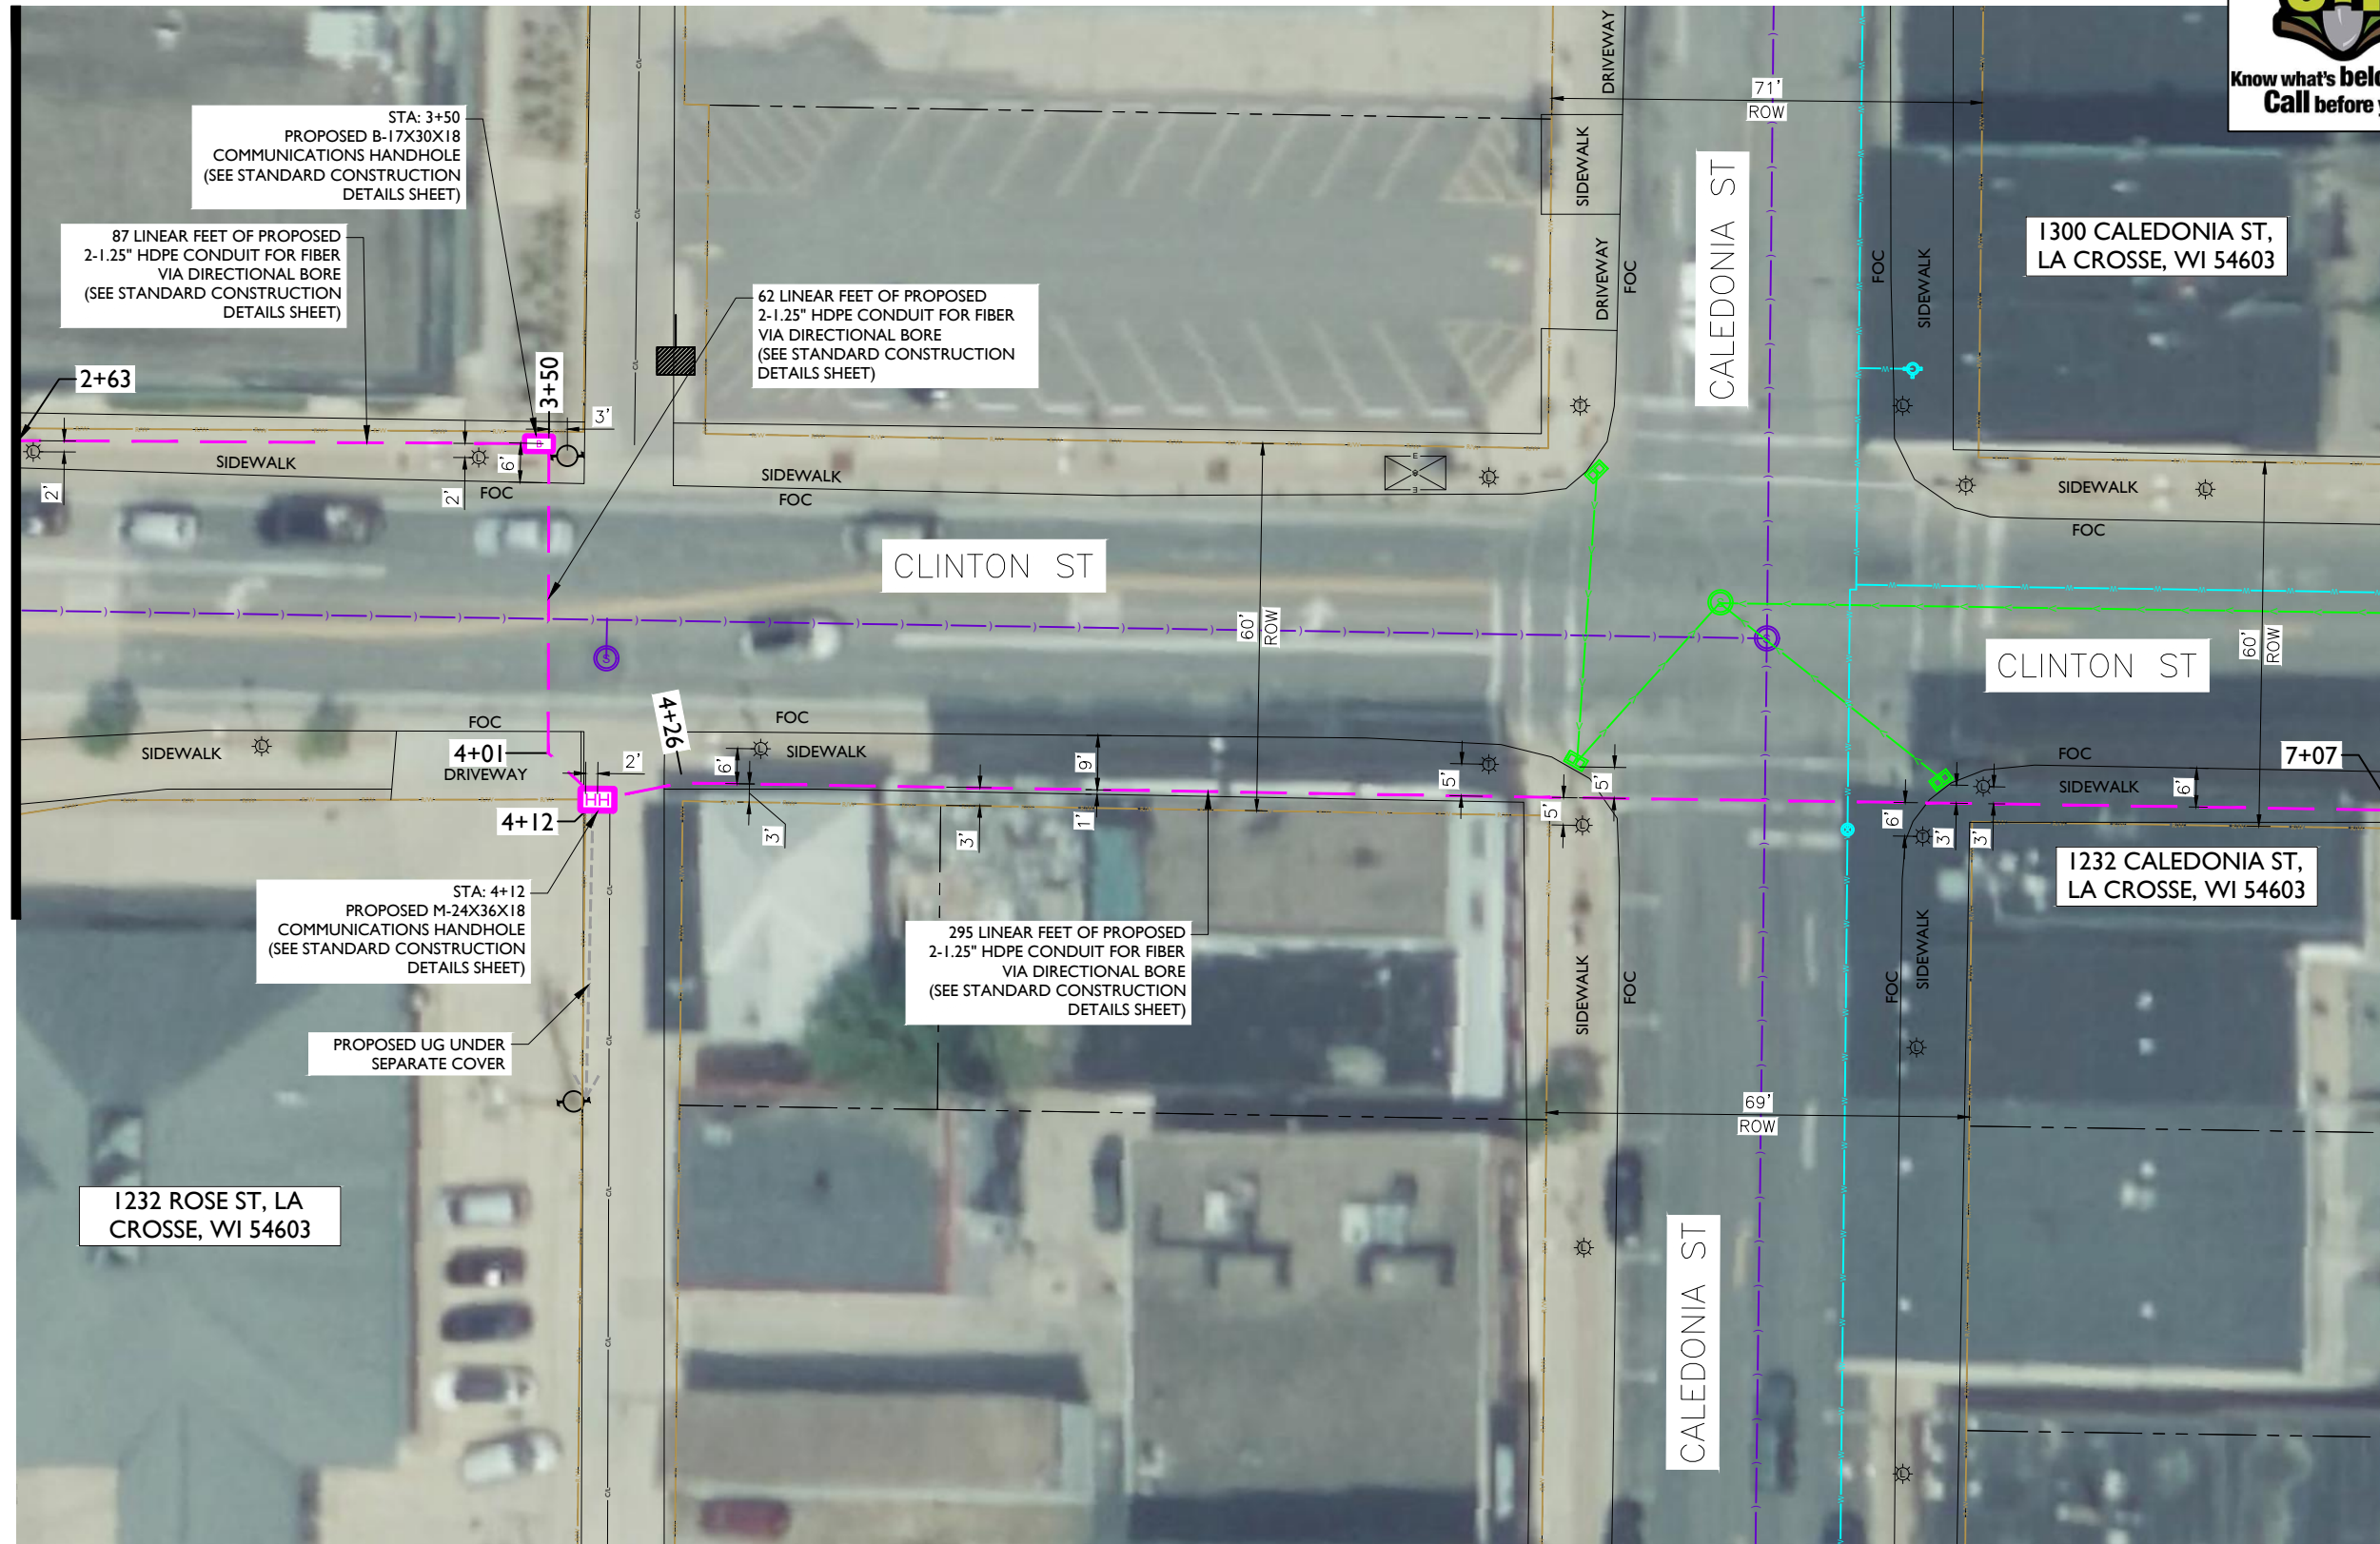 Know what's
Call before
STA: 3+50
PROPOSED B-17X30X18
COMMUNICATIONS HANDHOLE
(SEE STANDARD CONSTRUCTION
DETAILS SHEET)
87 LINEAR FEET OF PROPOSED
2-1.25" HDPE CONDUIT FOR FIBER
VIA DIRECTIONAL BORE
(SEE STANDARD CONSTRUCTION
DETAILS SHEET)
62 LINEAR FEET OF PROPOSED
2-1.25" HDPE CONDUIT FOR FIBER
VIA DIRECTIONAL BORE
(SEE STANDARD CONSTRUCTION
DETAILS SHEET)
2+63
3+50
3'
2'
2'
6'
SIDEWALK
FOC
SIDEWALK
FOC
DRIVEWAY
SIDEWALK
DRIVEWAY
FOC
71'
ROW
CALEDONIA ST
FOC
SIDEWALK
1300 CALEDONIA ST,
LA CROSSE, WI 54603
SIDEWALK
FOC
CLINTON ST
60'
ROW
CLINTON ST
60'
ROW
FOC
SIDEWALK
4+01
DRIVEWAY
2'
HH
4+12
4+26
FOC
SIDEWALK
6'
3'
3'
9'
1'
5'
5'
5'
6'
3'
3'
FOC
SIDEWALK
6'
7+07
1232 CALEDONIA ST,
LA CROSSE, WI 54603
STA: 4+12
PROPOSED M-24X36X18
COMMUNICATIONS HANDHOLE
(SEE STANDARD CONSTRUCTION
DETAILS SHEET)
295 LINEAR FEET OF PROPOSED
2-1.25" HDPE CONDUIT FOR FIBER
VIA DIRECTIONAL BORE
(SEE STANDARD CONSTRUCTION
DETAILS SHEET)
PROPOSED UG UNDER
SEPARATE COVER
SIDEWALK
FOC
FOC
SIDEWALK
69'
ROW
1232 ROSE ST, LA
CROSSE, WI 54603
CALEDONIA ST